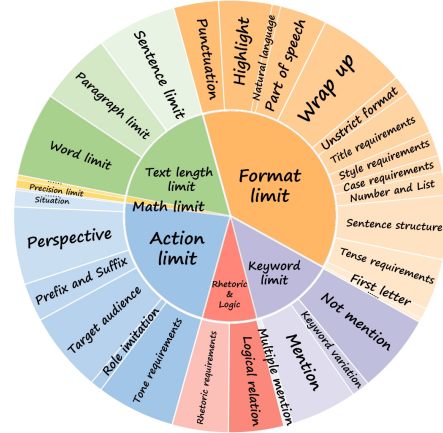 Punctuation
Highlight
Natural language
Part of speech
Wrap up
Unstrict format
Title requirements
Style requirements
Case requirements
Number and List
Sentence structure
Tense requirements
First letter
......
Not mention
Keyword variation
Mention
Multiple mention
Logical relation
Rhetoric requirements
Tone requirements
Role imitation
Target audience
Prefix and Suffix
Perspective
Situation
Precision limit
......
Word limit
Paragraph limit
Sentence limit
Text length
limit
Format
limit
Math limit
Action
limit
Rhetoric
&
Logic
Keyword
limit